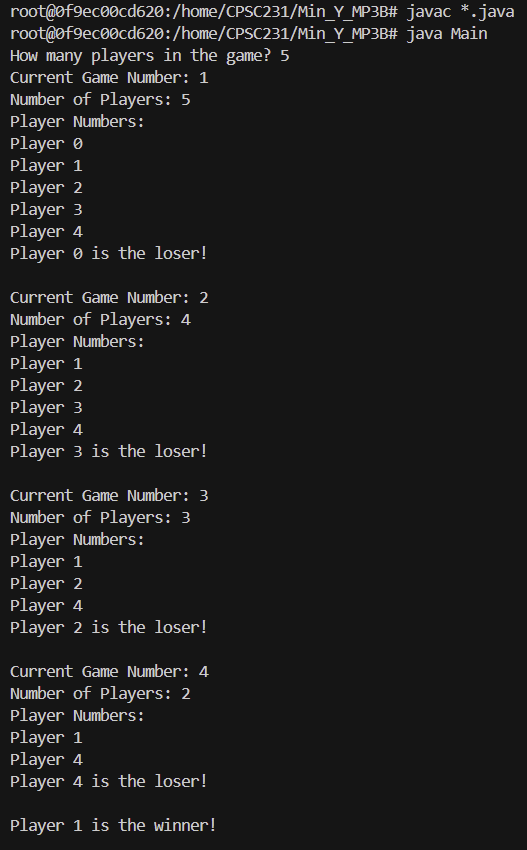 root@0f9ec00cd620:/home/CPSC231/Min_Y_MP3B# javac *.java
root@0f9ec00cd620:/home/CPSC231/Min_Y_MP3B# java Main
How many players in the game? 5
Current Game Number: 1
Number of Players: 5
Player Numbers:
Player 0
Player 1
Player 2
Player 3
Player 4
Player 0 is the loser!

Current Game Number: 2
Number of Players: 4
Player Numbers:
Player 1
Player 2
Player 3
Player 4
Player 3 is the loser!

Current Game Number: 3
Number of Players: 3
Player Numbers:
Player 1
Player 2
Player 4
Player 2 is the loser!

Current Game Number: 4
Number of Players: 2
Player Numbers:
Player 1
Player 4
Player 4 is the loser!

Player 1 is the winner!